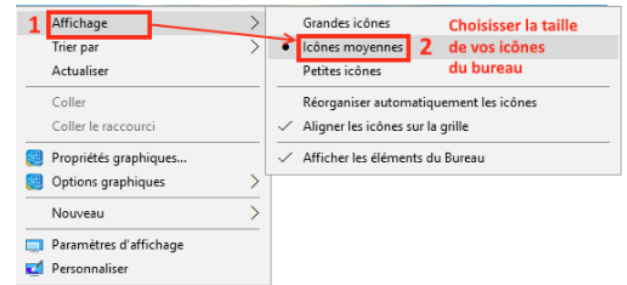 1 Affichage
Trier par
Actualiser
Coller
Coller le raccourci
Propriétés graphiques...
Options graphiques
Nouveau
Paramètres d'affichage
Personnaliser
Grandes icônes
Icônes moyennes
Petites icônes
2 Choisisser la taille
de vos icônes
du bureau
Réorganiser automatiquement les icônes
Aligner les icônes sur la grille
Afficher les éléments du Bureau